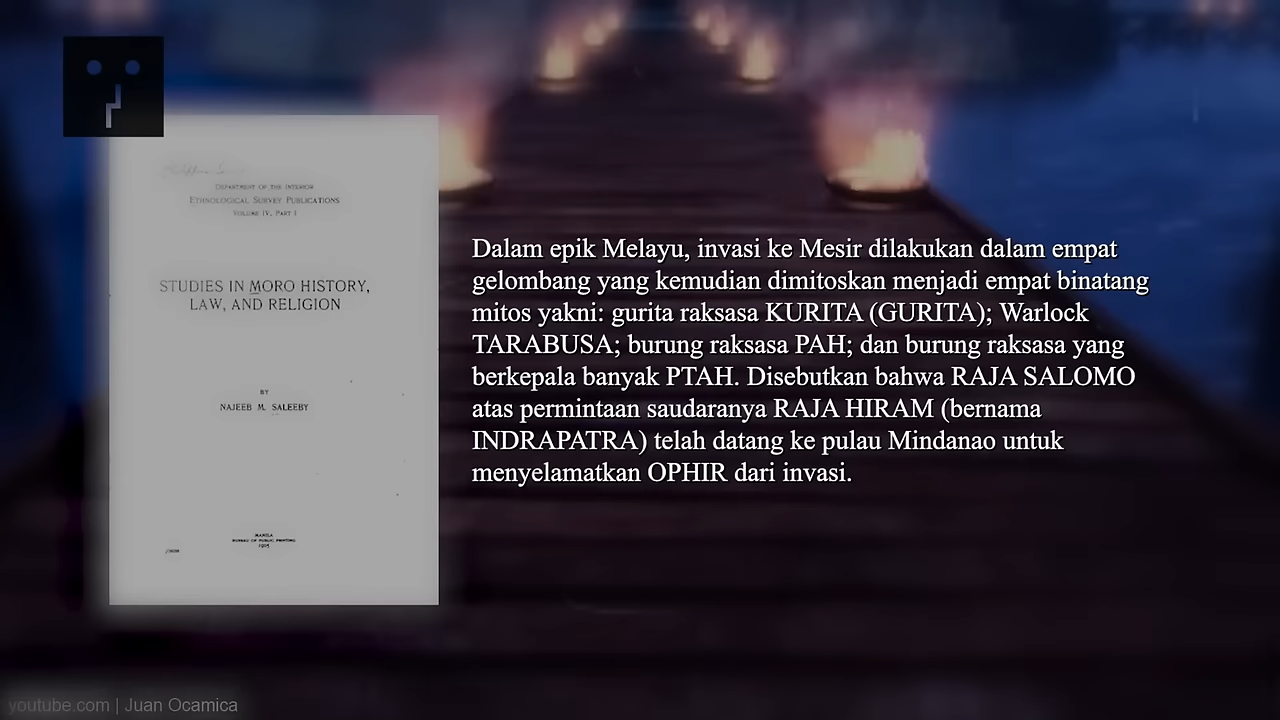 DEPARTMENT OF THE INTERIOR
ETHNOLOGICAL SURVEY PUBLICATIONS
VOLUME IV, PART I
STUDIES IN MORO HISTORY,
LAW, AND RELIGION
BY
NAJEEB M. SALEEBY
MANILA
BUREAU OF PUBLIC PRINTING
1905
Dalam epik Melayu, invasi ke Mesir dilakukan dalam empat
gelombang yang kemudian dimitoskan menjadi empat binatang
mitos yakni: gurita raksasa KURITA (GURITA); Warlock
TARABUSA; burung raksasa PAH; dan burung raksasa yang
berkepala banyak PTAH. Disebutkan bahwa RAJA SALOMO
atas permintaan saudaranya RAJA HIRAM (bernama
INDRAPATRA) telah datang ke pulau Mindanao untuk
menyelamatkan OPHIR dari invasi.
youtube.com | Juan Ocamica